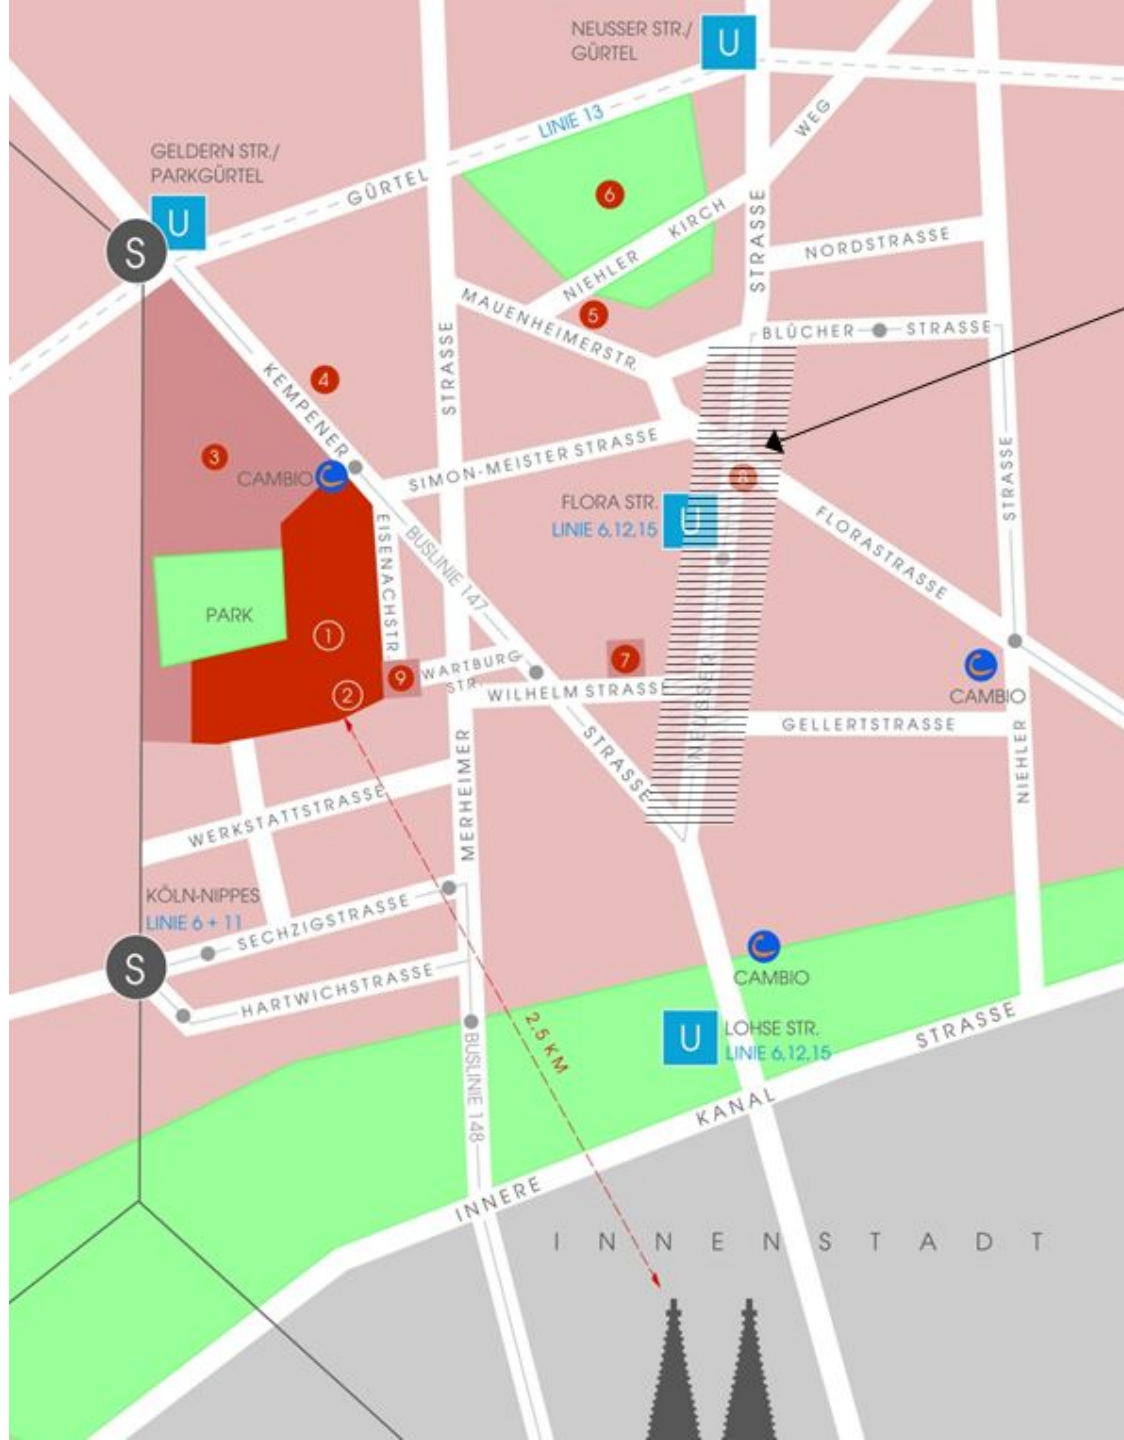 NEUSSER STR./
GÜRTEL
U
LINIE 13
WEG
GELDERN STR./
PARKGÜRTEL
U
S
GÜRTEL
6
KIRCH
NIEHLER
STRASSE
NORDSTRASSE
MAUENHEIMERSTR.
5
BLÜCHER STRASSE
STRASSE
4
KEMPENER
3
CAMBIO
SIMON-MEISTER STRASSE
8
FLORA STR.
LINIE 6,12,15
U
STRASSE
FLORASTRASSE
EISENACHSTR.
BUSLINIE 147
PARK
1
2
9
WARTBURG
STR.
7
WILHELM STRASSE
NEUSSER
CAMBIO
GELLERTSTRASSE
STRASSE
NIEHLER
MERHEIMER
WERKSTATTSTRASSE
KÖLN-NIPPES
LINIE 6 + 11
SECHZIGSTRASSE
S
HARTWICHSTRASSE
CAMBIO
2,5 KM
U
LOHSE STR.
LINIE 6,12,15
BUSLINIE 148
INNERE KANAL STRASSE
INNENSTADT